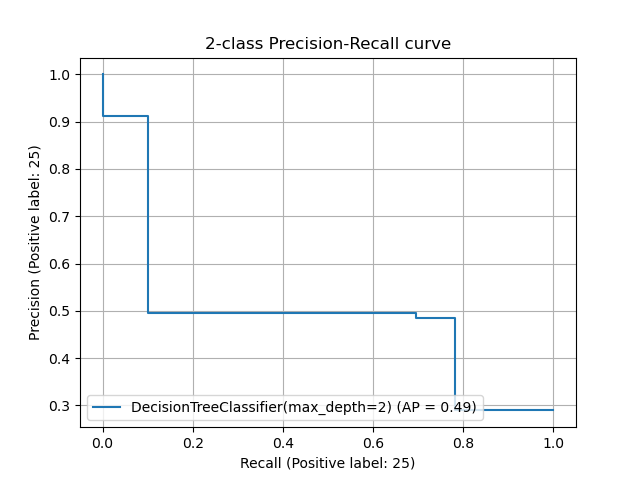 2-class Precision-Recall curve
1.0
0.9
0.8
0.7
0.6
0.5
0.4
0.3
Precision (Positive label: 25)
DecisionTreeClassifier(max_depth=2) (AP = 0.49)
0.0 0.2 0.4 0.6 0.8 1.0
Recall (Positive label: 25)